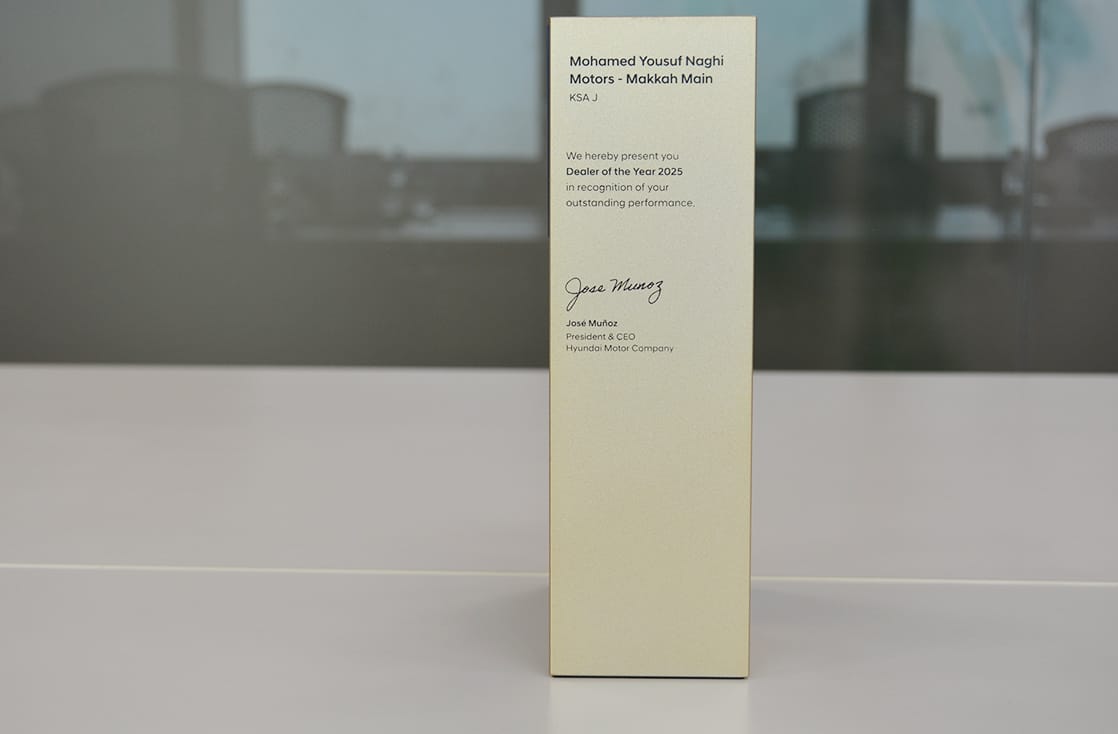 Mohamed Yousuf Naghi
Motors - Makkah Main
KSA J
We hereby present you
Dealer of the Year 2025
in recognition of your
outstanding performance.
Jose Munoz
José Muñoz
President & CEO
Hyundai Motor Company